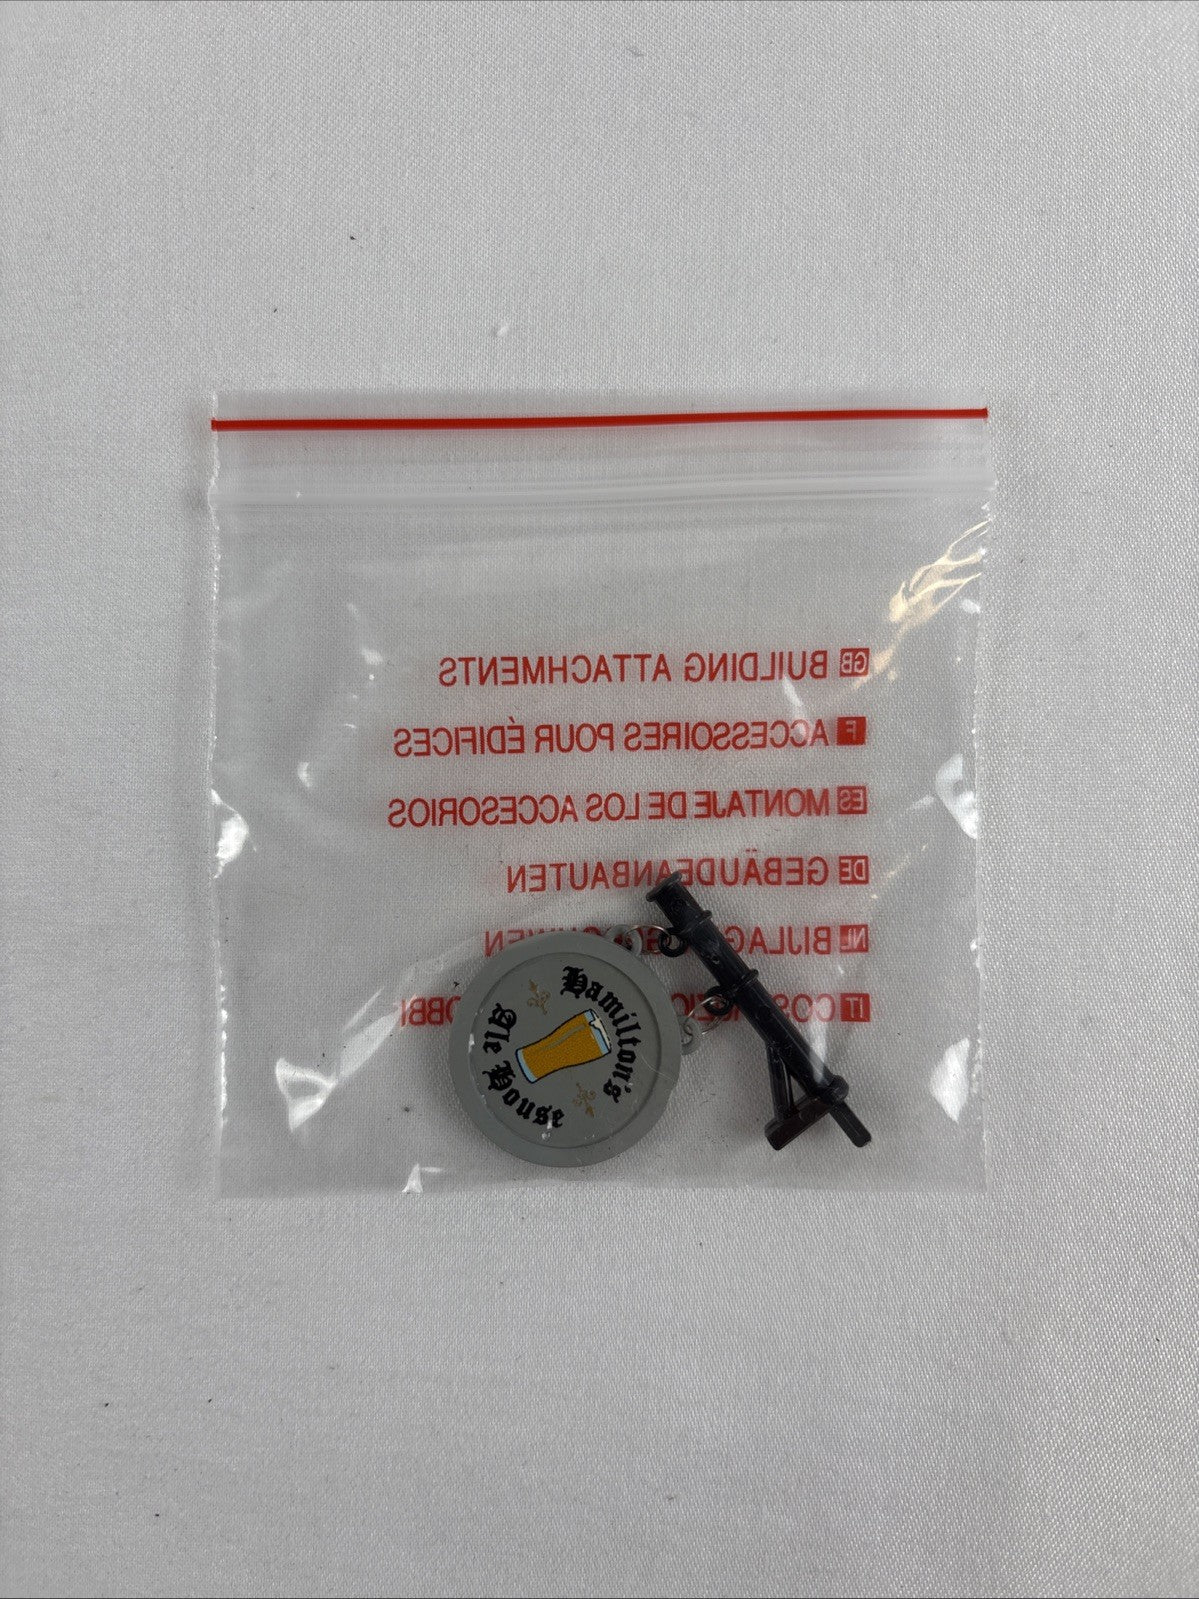 GB BUILDING ATTACHMENTS
F ACCESSOIRES POUR ÉDIFICES
ES MONTAJE DE LOS ACCESORIOS
DE GEBÄUDEANBAUTEN
NL
IT
Hamilton's
Ale House